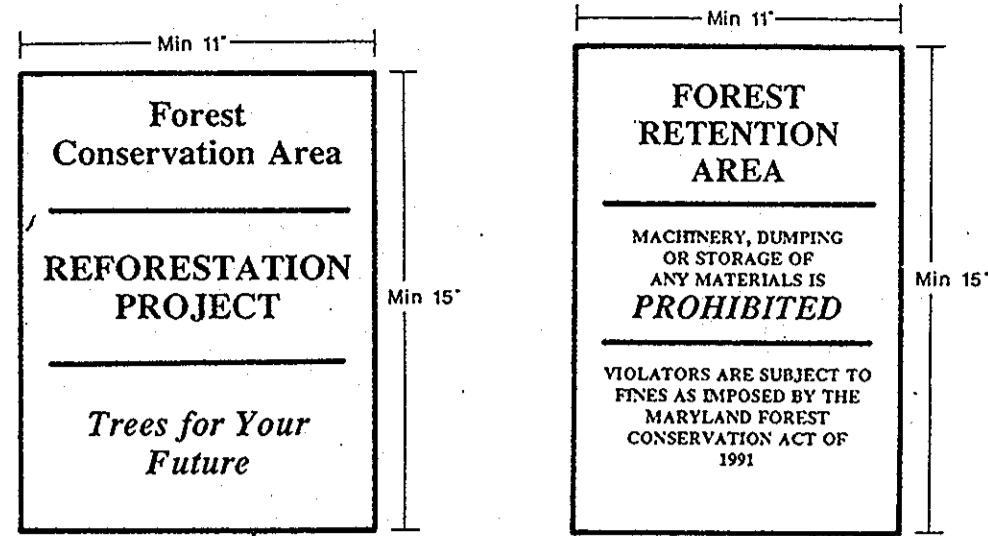 Min 11"
Forest
Conservation Area
REFORESTATION
PROJECT
Trees for Your
Future
Min 15"
Min 11"
FOREST
RETENTION
AREA
MACHINERY, DUMPING
OR STORAGE OF
ANY MATERIALS IS
PROHIBITED
VIOLATORS ARE SUBJECT TO
FINES AS IMPOSED BY THE
MARYLAND FOREST
CONSERVATION ACT OF
1991
Min 15"